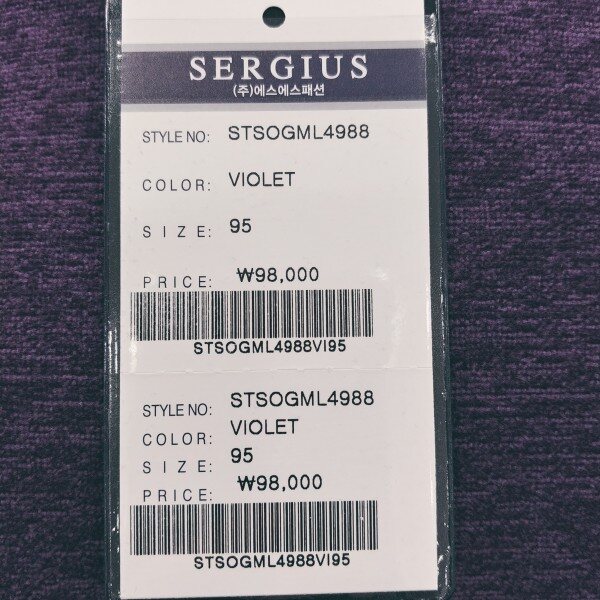 SERGIUS
(주)에스에스패션
STYLE NO: STSOGML4988
COLOR: VIOLET
SIZE: 95
PRICE: ₩98,000
STSOGML4988VI95
STYLE NO: STSOGML4988
COLOR: VIOLET
SIZE: 95
PRICE: ₩98,000
STSOGML4988VI95